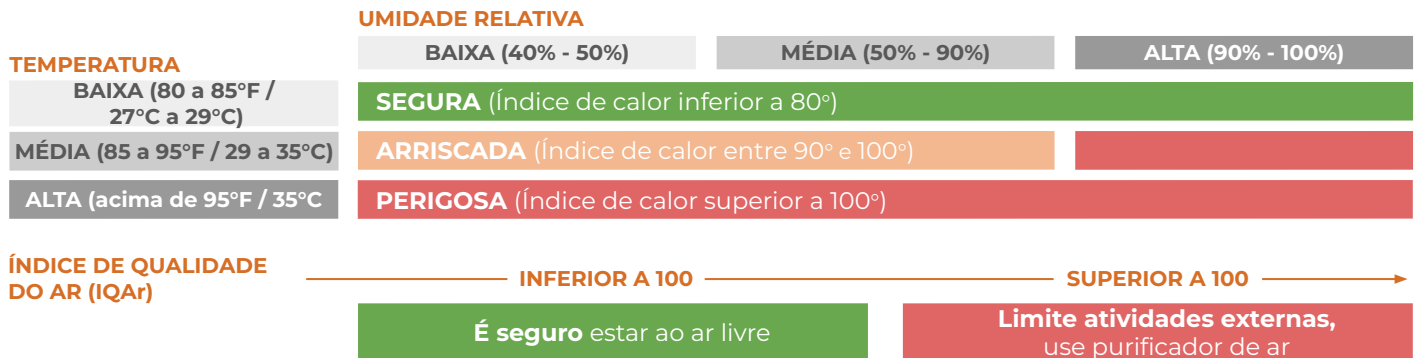 UMIDADE RELATIVA
BAIXA (40% - 50%)
MÉDIA (50% - 90%)
ALTA (90% - 100%)
TEMPERATURA
BAIXA (80 a 85°F /
27°C a 29°C)
SEGURA (Índice de calor inferior a 80°)
MÉDIA (85 a 95°F / 29 a 35°C)
ARRISCADA (Índice de calor entre 90° e 100°)
ALTA (acima de 95°F / 35°C
PERIGOSA (Índice de calor superior a 100°)
ÍNDICE DE QUALIDADE
DO AR (IQAr)
INFERIOR A 100
SUPERIOR A 100
É seguro estar ao ar livre
Limite atividades externas,
use purificador de ar